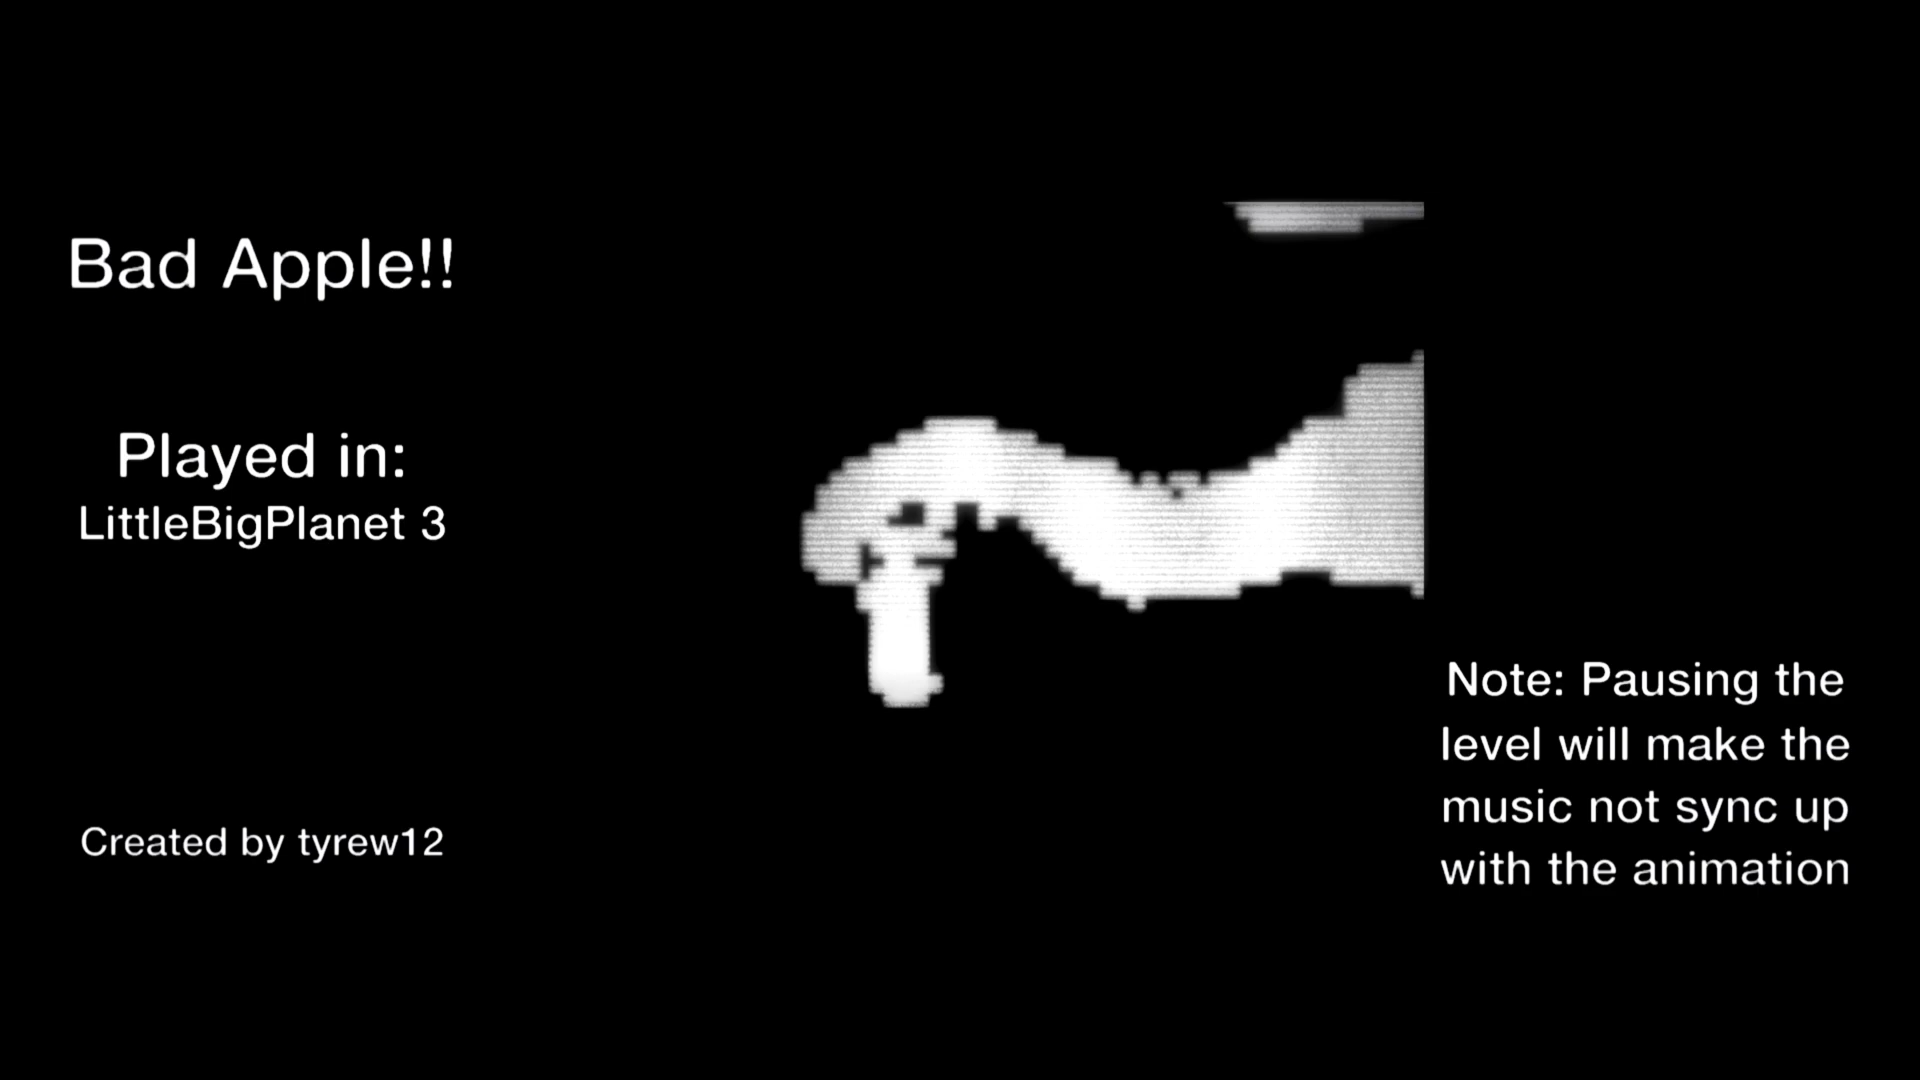 Bad Apple!!
Played in:
LittleBigPlanet 3
Created by tyrew12
Note: Pausing the
level will make the
music not sync up
with the animation